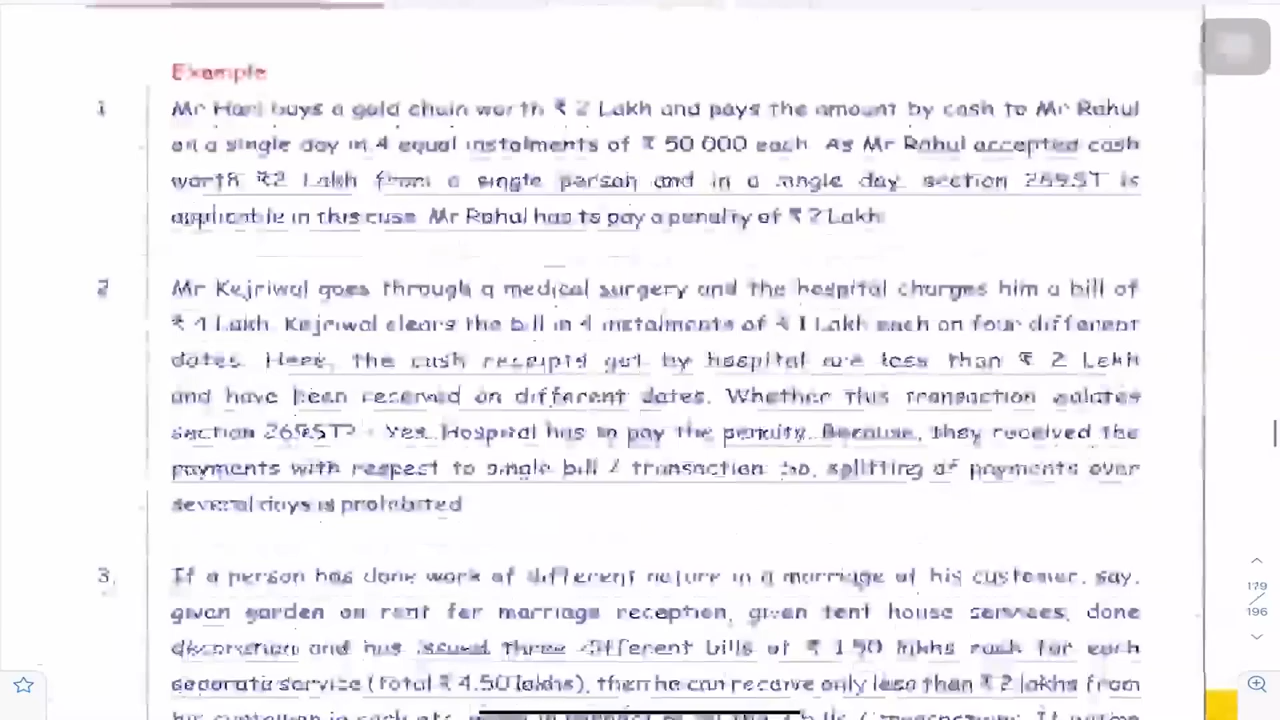 Example
1 Mr Hari buys a gold chain worth ₹ 2 Lakh and pays the amount by cash to Mr Rahul
on a single day in 4 equal instalments of ₹ 50 000 each. As Mr Rahul accepted cash
worth ₹2 Lakh from a single person and in a single day section 269ST is
applicable in this case Mr Rahul has to pay a penalty of ₹ 2 Lakh
2 Mr Kejriwal goes through a medical surgery and the hospital charges him a bill of
₹ 4 Lakh. Kejriwal clears the bill in 4 instalments of ₹ 1 Lakh each on four different
dates. Here, the cash receipts got by hospital are less than ₹ 2 Lakh
and have been received on different dates. Whether this transaction violates
section 269ST? - Yes. Hospital has to pay the penalty. Because, they received the
payments with respect to single bill / transaction. So, splitting of payments over
several days is prohibited
3. If a person has done work of different nature in a marriage of his customer, say,
given garden on rent for marriage reception, given tent house services, done
decoration and has issued three different bills of ₹ 1.50 lakhs each for each
separate service (total ₹ 4.50 lakhs), then he can receive only less than ₹ 2 lakhs from
his customer in cash
179
196